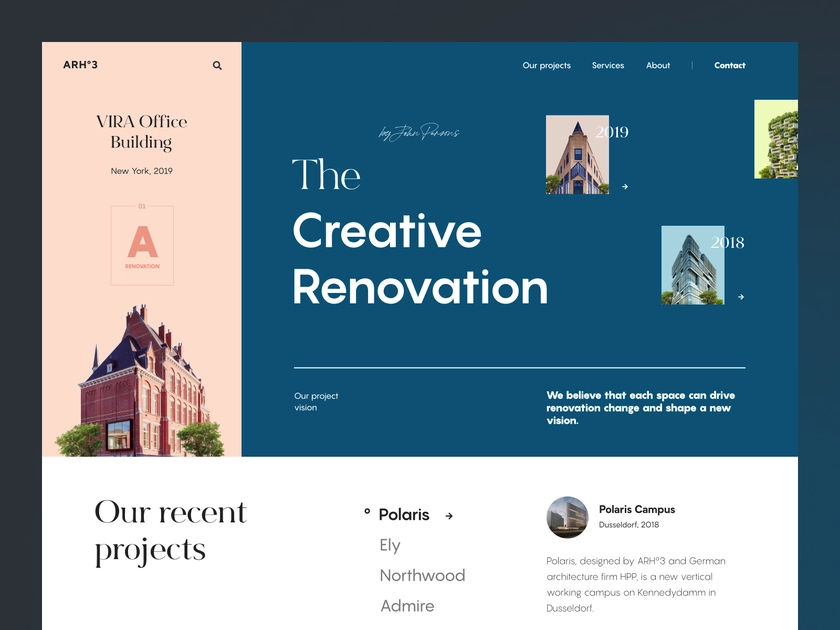 ARH°3
Our projects
Services
About
Contact
VIRA Office
Building
New York, 2019
01
A
RENOVATION
by John Parsons
The
Creative
Renovation
2019
2018
Our project
vision
We believe that each space can drive
renovation change and shape a new
vision.
Our recent
projects
Polaris
Ely
Northwood
Admire
Polaris Campus
Dusseldorf, 2018
Polaris, designed by ARH°3 and German
architecture firm HPP, is a new vertical
working campus on Kennedydamm in
Dusseldorf.